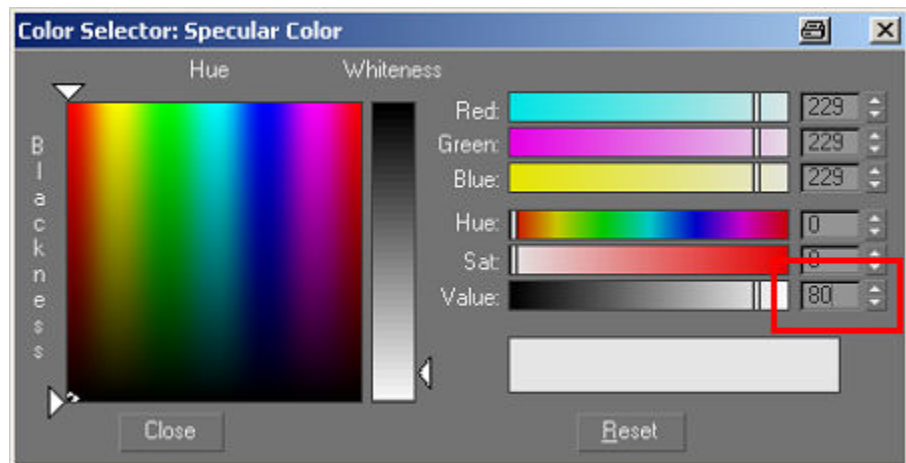 Color Selector: Specular Color
Hue Whiteness
Blackness
Red: 229
Green: 229
Blue: 229
Hue: 0
Sat: 0
Value: 80
Close Reset